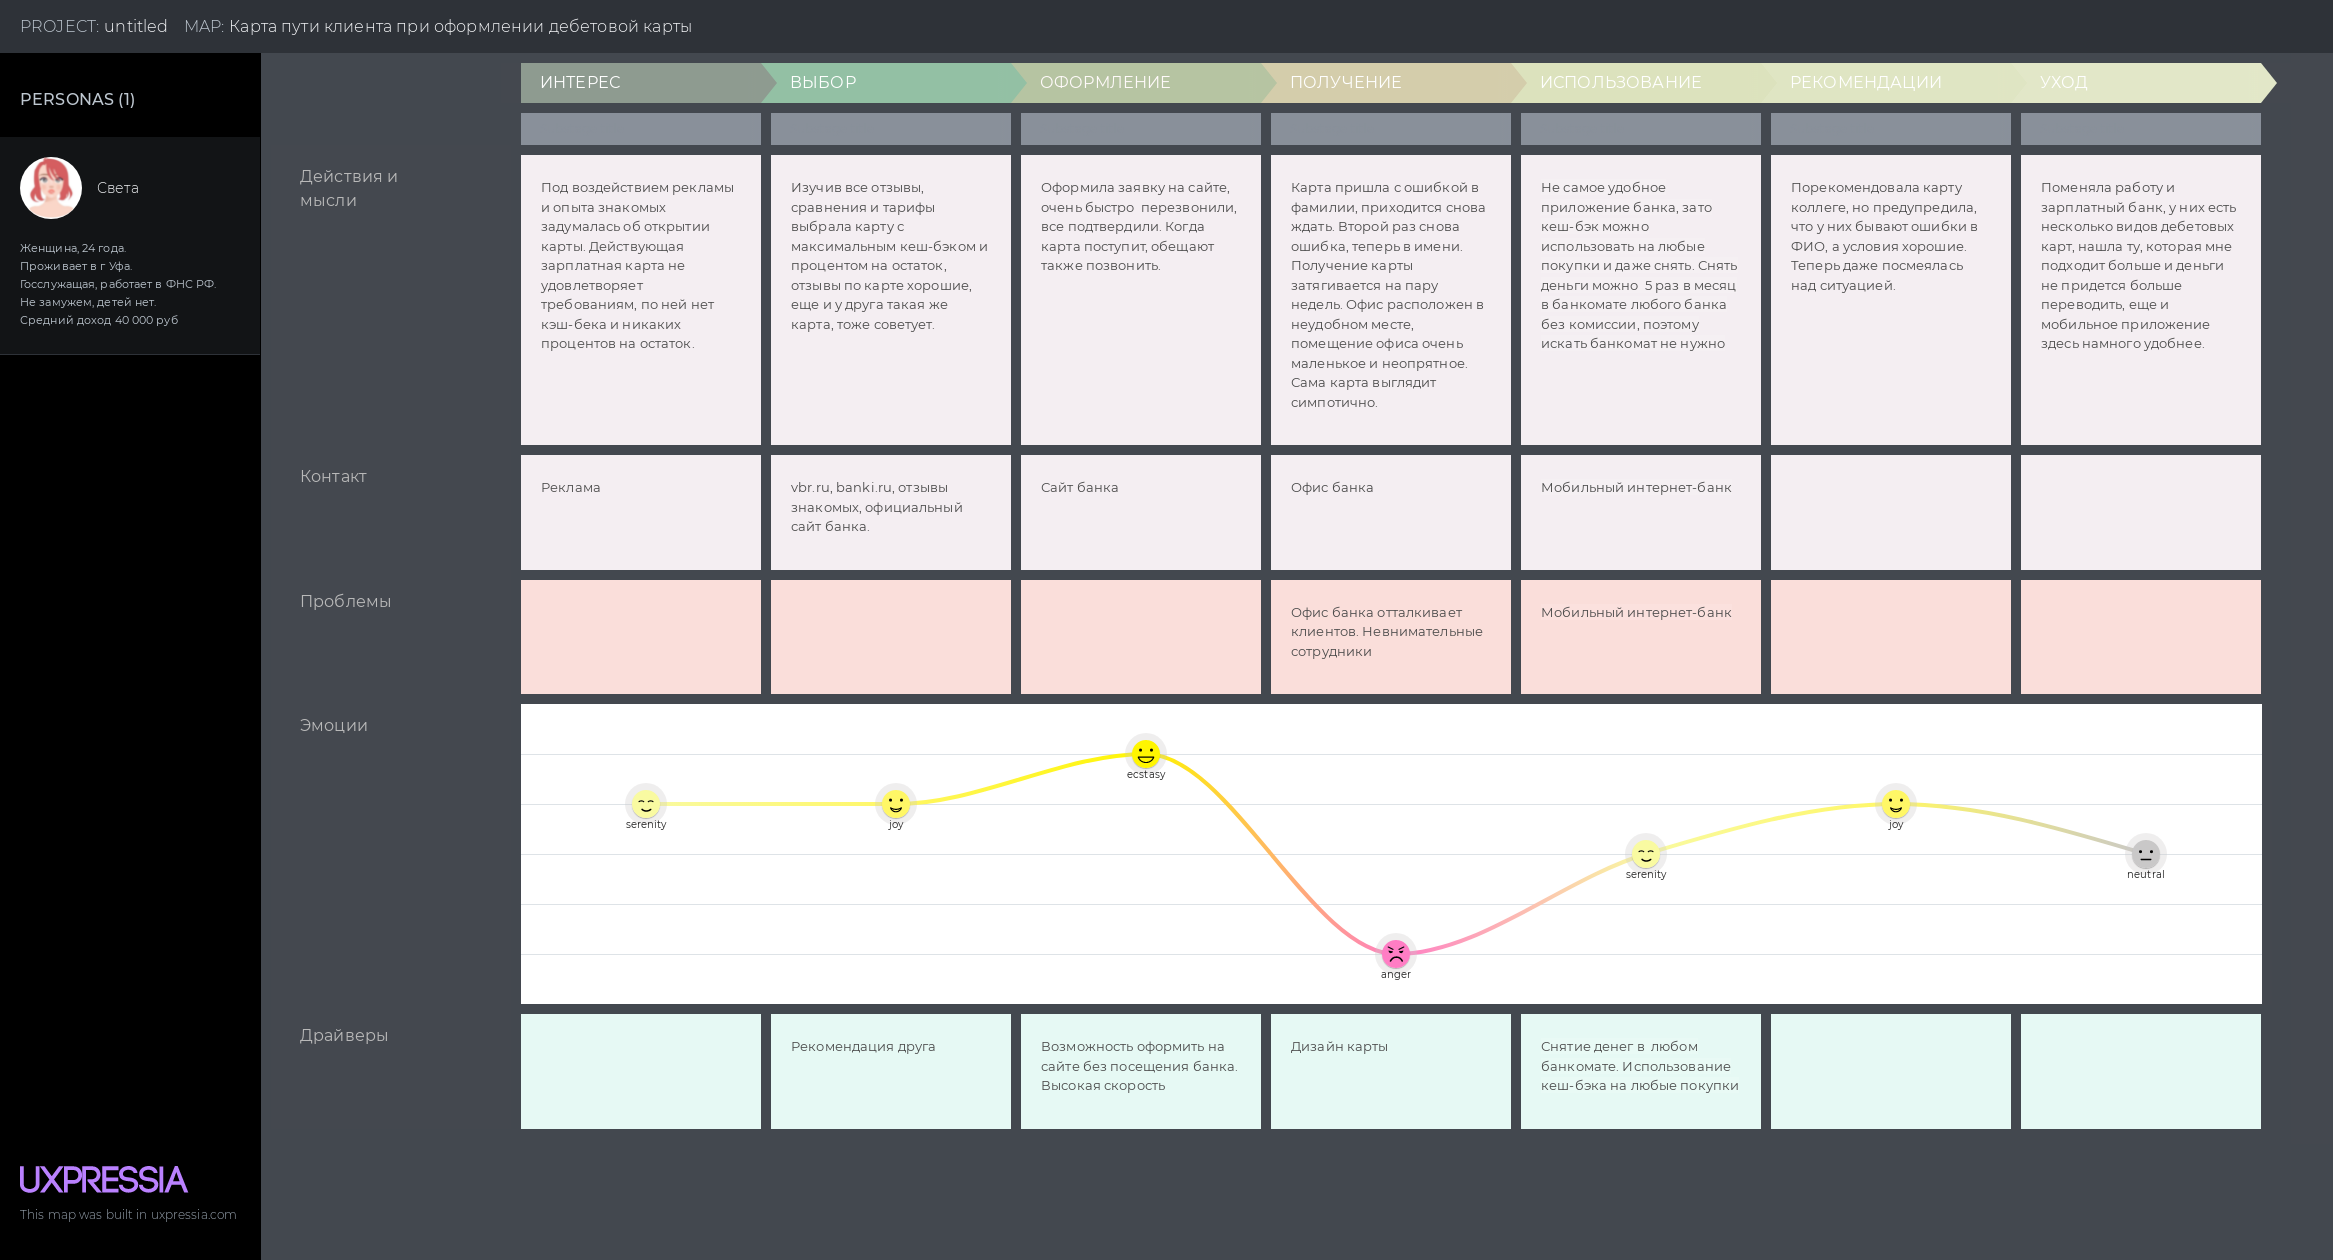 PROJECT: untitled MAP: Карта пути клиента при оформлении дебетовой карты
PERSONAS (1)
Света
Женщина, 24 года.
Проживает в г Уфа.
Госслужащая, работает в ФНС РФ.
Не замужем, детей нет.
Средний доход 40 000 руб
ИНТЕРЕС
ВЫБОР
ОФОРМЛЕНИЕ
ПОЛУЧЕНИЕ
ИСПОЛЬЗОВАНИЕ
РЕКОМЕНДАЦИИ
УХОД
Действия и
мысли
Под воздействием рекламы
и опыта знакомых
задумалась об открытии
карты. Действующая
зарплатная карта не
удовлетворяет
требованиям, по ней нет
кэш-бека и никаких
процентов на остаток.
Изучив все отзывы,
сравнения и тарифы
выбрала карту с
максимальным кеш-бэком и
процентом на остаток,
отзывы по карте хорошие,
еще и у друга такая же
карта, тоже советует.
Оформила заявку на сайте,
очень быстро перезвонили,
все подтвердили. Когда
карта поступит, обещают
также позвонить.
Карта пришла с ошибкой в
фамилии, приходится снова
ждать. Второй раз снова
ошибка, теперь в имени.
Получение карты
затягивается на пару
недель. Офис расположен в
неудобном месте,
помещение офиса очень
маленькое и неопрятное.
Сама карта выглядит
симпотично.
Не самое удобное
приложение банка, зато
кеш-бэк можно
использовать на любые
покупки и даже снять. Снять
деньги можно 5 раз в месяц
в банкомате любого банка
без комиссии, поэтому
искать банкомат не нужно
Порекомендовала карту
коллеге, но предупредила,
что у них бывают ошибки в
ФИО, а условия хорошие.
Теперь даже посмеялась
над ситуацией.
Поменяла работу и
зарплатный банк, у них есть
несколько видов дебетовых
карт, нашла ту, которая мне
подходит больше и деньги
не придется больше
переводить, еще и
мобильное приложение
здесь намного удобнее.
Контакт
Реклама
vbr.ru, banki.ru, отзывы
знакомых, официальный
сайт банка.
Сайт банка
Офис банка
Мобильный интернет-банк
Проблемы
Офис банка отталкивает
клиентов. Невнимательные
сотрудники
Мобильный интернет-банк
Эмоции
serenity
joy
ecstasy
anger
serenity
joy
neutral
Драйверы
Рекомендация друга
Возможность оформить на
сайте без посещения банка.
Высокая скорость
Дизайн карты
Снятие денег в любом
банкомате. Использование
кеш-бэка на любые покупки
UXPRESSIA
This map was built in uxpressia.com